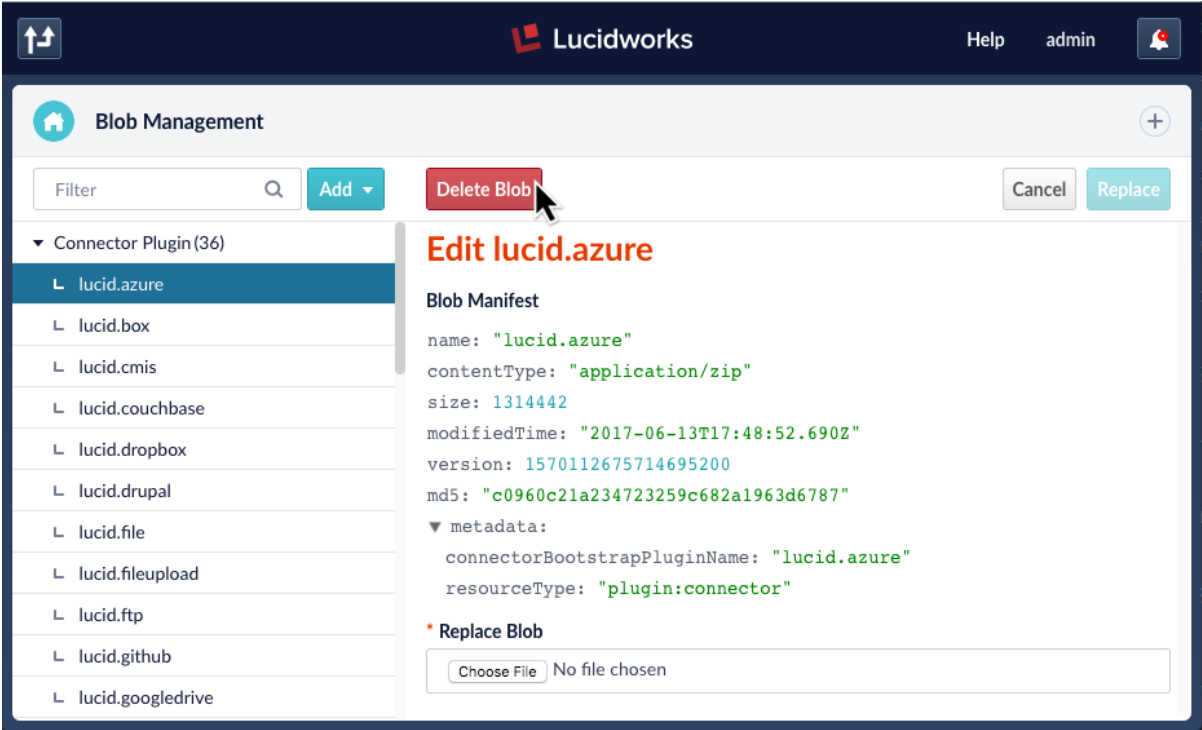 Lucidworks
Help admin
Blob Management
Filter
Add
Delete Blob
Cancel
Replace
Connector Plugin (36)
lucid.azure
lucid.box
lucid.cmis
lucid.couchbase
lucid.dropbox
lucid.drupal
lucid.file
lucid.fileupload
lucid.ftp
lucid.github
lucid.googledrive
Edit lucid.azure
Blob Manifest
name: "lucid.azure"
contentType: "application/zip"
size: 1314442
modifiedTime: "2017-06-13T17:48:52.690Z"
version: 1570112675714695200
md5: "c0960c21a234723259c682a1963d6787"
▼ metadata:
connectorBootstrapPluginName: "lucid.azure"
resourceType: "plugin:connector"
* Replace Blob
Choose File No file chosen